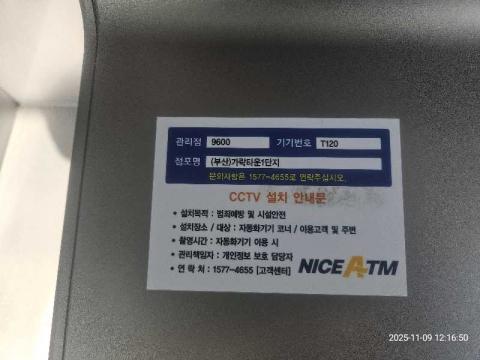 관리점 9600 기기번호 T120
점포명 (부산)가락타운1단지
문의사항은 1577-4655로 연락주십시오.
CCTV 설치 안내문
• 설치목적 : 범죄예방 및 시설안전
• 설치장소 / 대상 : 자동화기기 코너 / 이용고객 및 주변
• 촬영시간 : 자동화기기 이용 시
• 관리책임자 : 개인정보 보호 담당자
• 연 락 처 : 1577-4655 [고객센터]
NICE ATM
2025-11-09 12:16:50